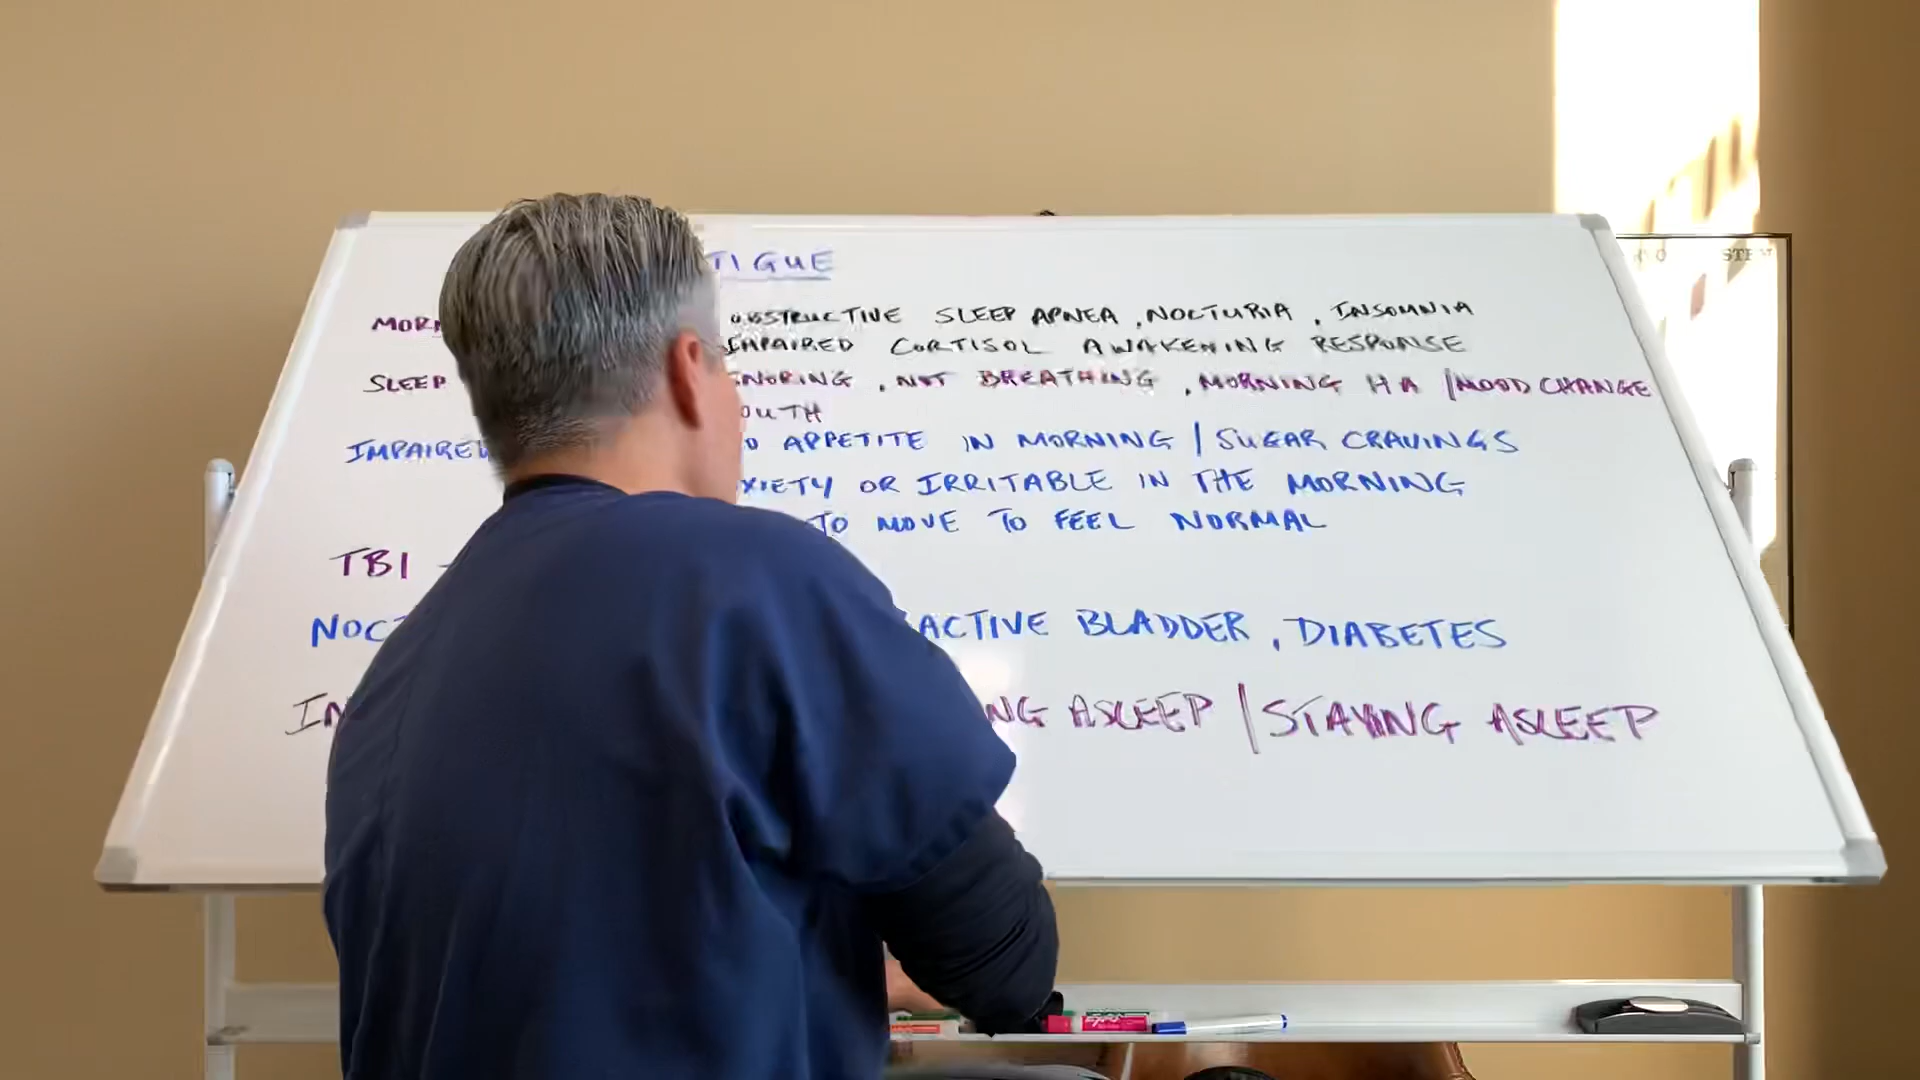 TIGUE
MORN OBSTRUCTIVE SLEEP APNEA, NOCTURIA, INSOMNIA
IMPAIRED CORTISOL AWAKENING RESPONSE
SLEEP SNORING, NOT BREATHING, MORNING HA / MOOD CHANGE
OUTH
IMPAIRED O APPETITE IN MORNING / SUGAR CRAVINGS
XIETY OR IRRITABLE IN THE MORNING
TO MOVE TO FEEL NORMAL
TBI -
NOCT ACTIVE BLADDER, DIABETES
IN NG ASLEEP / STAYING ASLEEP